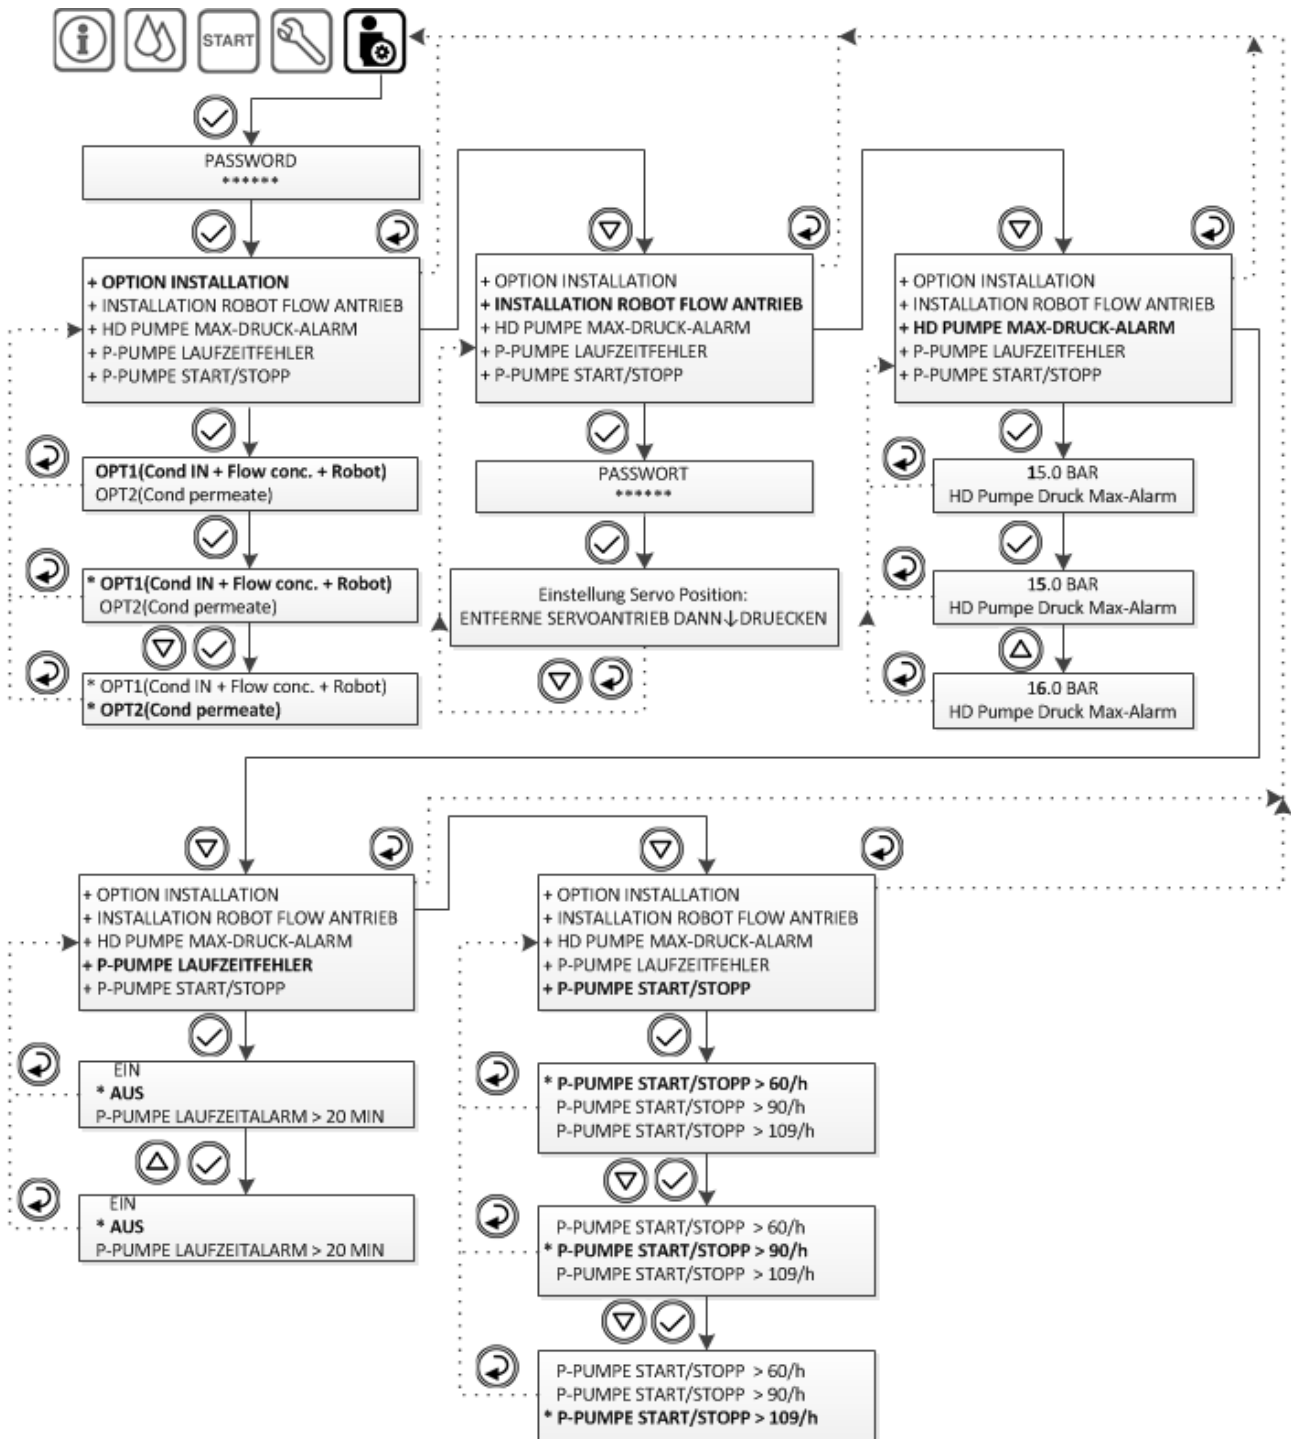 START
PASSWORD
******
+ OPTION INSTALLATION
+ INSTALLATION ROBOT FLOW ANTRIEB
+ HD PUMPE MAX-DRUCK-ALARM
+ P-PUMPE LAUFZEITFEHLER
+ P-PUMPE START/STOPP
OPT1(Cond IN + Flow conc. + Robot)
OPT2(Cond permeate)
* OPT1(Cond IN + Flow conc. + Robot)
OPT2(Cond permeate)
* OPT1(Cond IN + Flow conc. + Robot)
* OPT2(Cond permeate)
+ OPTION INSTALLATION
+ INSTALLATION ROBOT FLOW ANTRIEB
+ HD PUMPE MAX-DRUCK-ALARM
+ P-PUMPE LAUFZEITFEHLER
+ P-PUMPE START/STOPP
PASSWORT
******
Einstellung Servo Position:
ENTFERNE SERVOANTRIEB DANN↓DRUECKEN
+ OPTION INSTALLATION
+ INSTALLATION ROBOT FLOW ANTRIEB
+ HD PUMPE MAX-DRUCK-ALARM
+ P-PUMPE LAUFZEITFEHLER
+ P-PUMPE START/STOPP
15.0 BAR
HD Pumpe Druck Max-Alarm
15.0 BAR
HD Pumpe Druck Max-Alarm
16.0 BAR
HD Pumpe Druck Max-Alarm
+ OPTION INSTALLATION
+ INSTALLATION ROBOT FLOW ANTRIEB
+ HD PUMPE MAX-DRUCK-ALARM
+ P-PUMPE LAUFZEITFEHLER
+ P-PUMPE START/STOPP
EIN
* AUS
P-PUMPE LAUFZEITALARM > 20 MIN
EIN
* AUS
P-PUMPE LAUFZEITALARM > 20 MIN
+ OPTION INSTALLATION
+ INSTALLATION ROBOT FLOW ANTRIEB
+ HD PUMPE MAX-DRUCK-ALARM
+ P-PUMPE LAUFZEITFEHLER
+ P-PUMPE START/STOPP
* P-PUMPE START/STOPP > 60/h
P-PUMPE START/STOPP > 90/h
P-PUMPE START/STOPP > 109/h
P-PUMPE START/STOPP > 60/h
* P-PUMPE START/STOPP > 90/h
P-PUMPE START/STOPP > 109/h
P-PUMPE START/STOPP > 60/h
P-PUMPE START/STOPP > 90/h
* P-PUMPE START/STOPP > 109/h